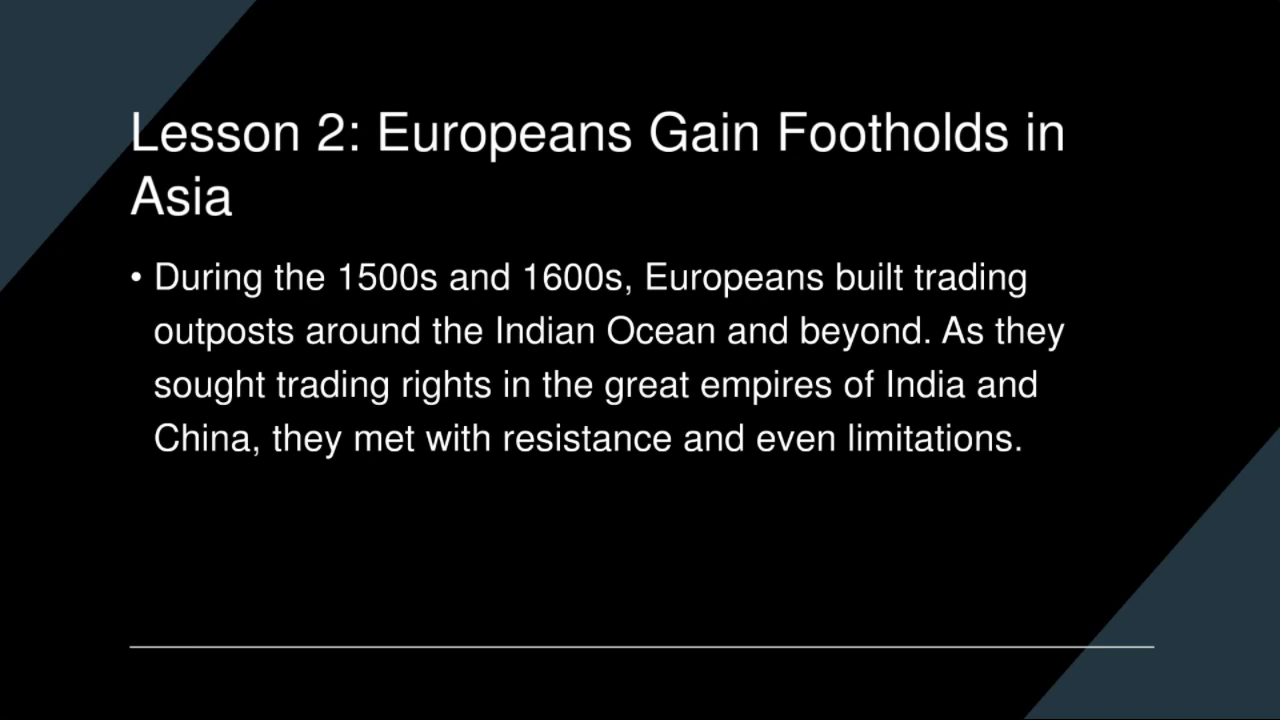 Lesson 2: Europeans Gain Footholds in
Asia
• During the 1500s and 1600s, Europeans built trading
outposts around the Indian Ocean and beyond. As they
sought trading rights in the great empires of India and
China, they met with resistance and even limitations.